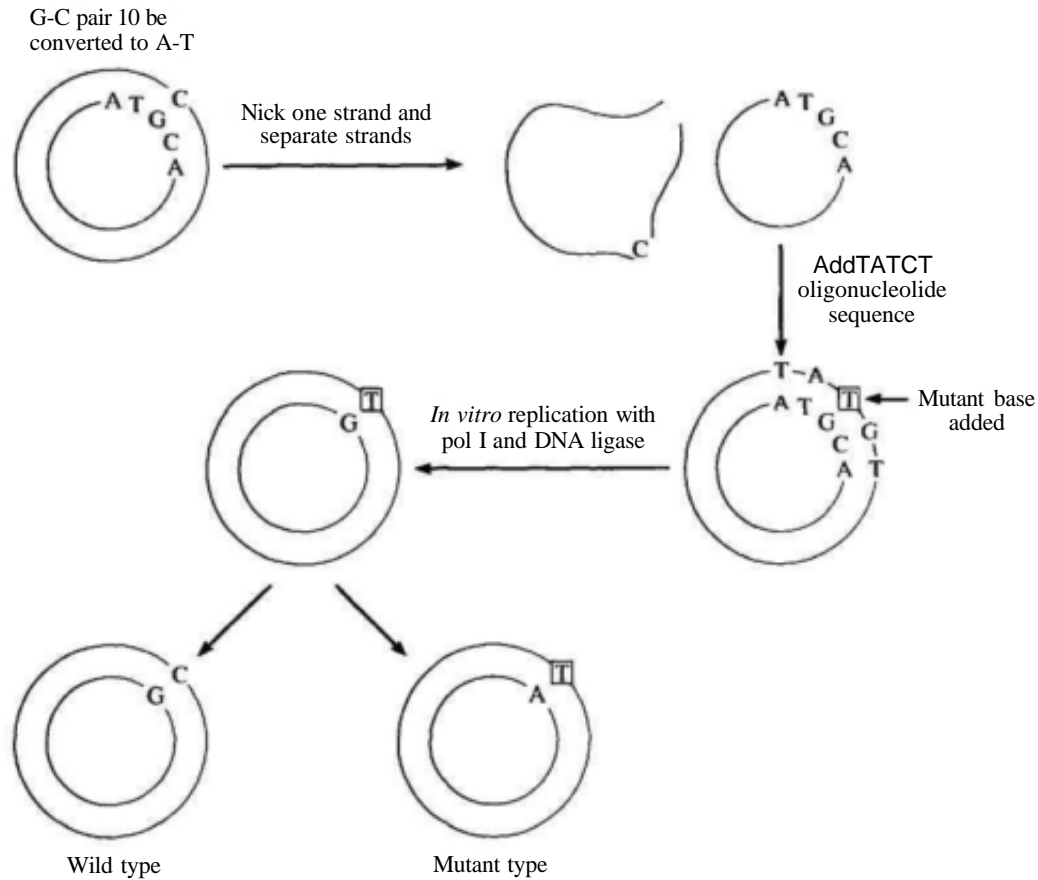 G-C pair 10 be
converted to A-T
A T G C A
C
Nick one strand and
separate strands
C
A T G C A
AddTATCT
oligonucleolide
sequence
T A T G T
A T G C A
Mutant base
added
In vitro replication with
pol I and DNA ligase
T
G
C
G
T
A
Wild type
Mutant type